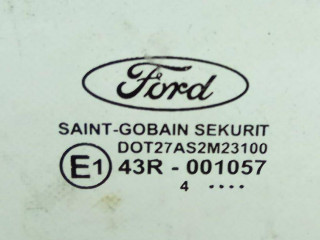 Ford
SAINT-GOBAIN SEKURIT
DOT27AS2M23100
E1 43R - 001057
4 ....